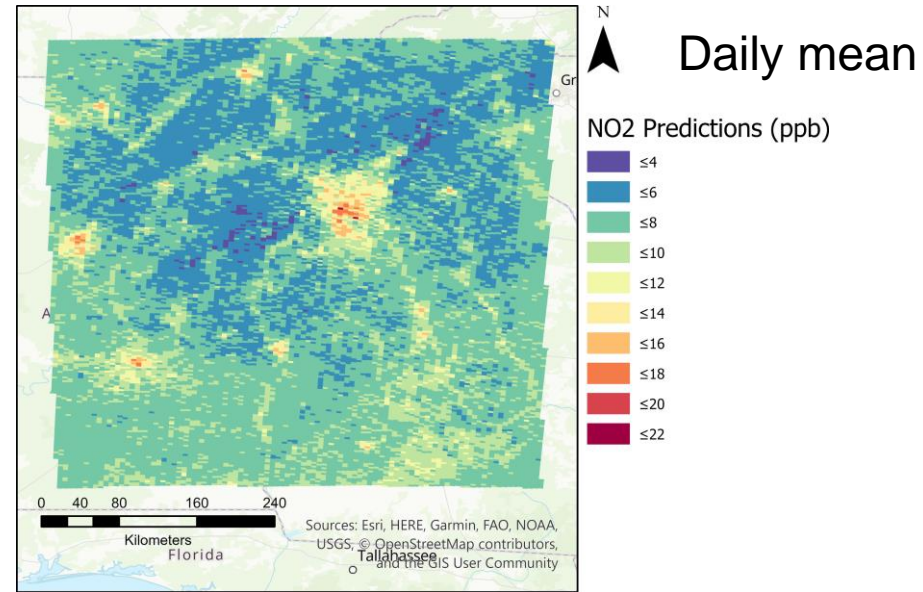 N
Daily mean
Gr
NO2 Predictions (ppb)
≤4
≤6
≤8
≤10
≤12
≤14
≤16
≤18
≤20
≤22
A
0 40 80 160 240
Kilometers
Florida
Tallahassee
Sources: Esri, HERE, Garmin, FAO, NOAA,
USGS, © OpenStreetMap contributors,
and the GIS User Community